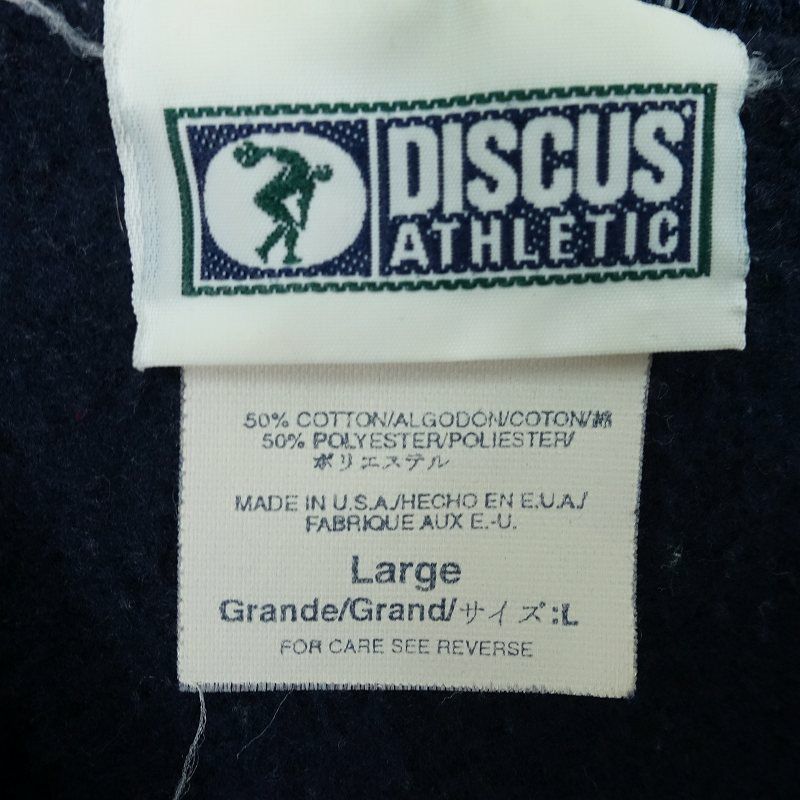 DISCUS
ATHLETIC
50% COTTON/ALGODON/COTON/綿
50% POLYESTER/POLIESTER/
ポリエステル
MADE IN U.S.A./HECHO EN E.U.A./
FABRIQUE AUX E.-U.
Large
Grande/Grand/サイズ:L
FOR CARE SEE REVERSE